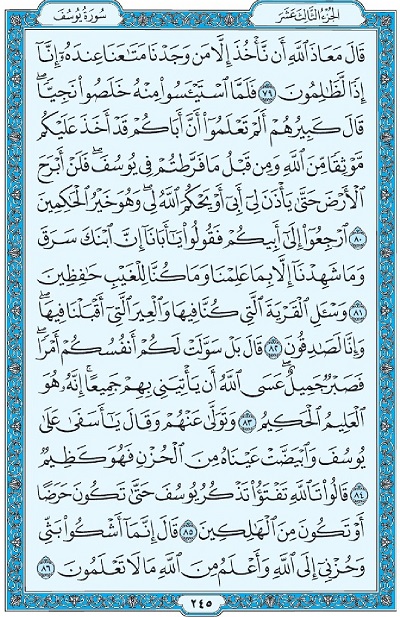 الجزء الثالث عشر
سورة يوسف
قَالَ مَعَاذَ ٱللَّهِ أَن نَّأۡخُذَ إِلَّا مَن وَجَدۡنَا مَتَٰعَنَا عِندَهُۥٓ إِنَّآ
إِذٗا لَّظَٰلِمُونَ ٧٩ فَلَمَّا ٱسۡتَيۡـَٔسُواْ مِنۡهُ خَلَصُواْ نَجِيّٗاۖ
قَالَ كَبِيرُهُمۡ أَلَمۡ تَعۡلَمُوٓاْ أَنَّ أَبَاكُمۡ قَدۡ أَخَذَ عَلَيۡكُم
مَّوۡثِقٗا مِّنَ ٱللَّهِ وَمِن قَبۡلُ مَا فَرَّطتُمۡ فِي يُوسُفَۖ فَلَنۡ أَبۡرَحَ
ٱلۡأَرۡضَ حَتَّىٰ يَأۡذَنَ لِيٓ أَبِيٓ أَوۡ يَحۡكُمَ ٱللَّهُ لِيۖ وَهُوَ خَيۡرُ ٱلۡحَٰكِمِينَ
٨٠ ٱرۡجِعُوٓاْ إِلَىٰٓ أَبِيكُمۡ فَقُولُواْ يَٰٓأَبَانَآ إِنَّ ٱبۡنَكَ سَرَقَ
وَمَا شَهِدۡنَآ إِلَّا بِمَا عَلِمۡنَا وَمَا كُنَّا لِلۡغَيۡبِ حَٰفِظِينَ
٨١ وَسۡـَٔلِ ٱلۡقَرۡيَةَ ٱلَّتِي كُنَّا فِيهَا وَٱلۡعِيرَ ٱلَّتِيٓ أَقۡبَلۡنَا فِيهَاۖ
وَإِنَّا لَصَٰدِقُونَ ٨٢ قَالَ بَلۡ سَوَّلَتۡ لَكُمۡ أَنفُسُكُمۡ أَمۡرٗاۖ
فَصَبۡرٞ جَمِيلٌۖ عَسَى ٱللَّهُ أَن يَأۡتِيَنِي بِهِمۡ جَمِيعًاۚ إِنَّهُۥ هُوَ
ٱلۡعَلِيمُ ٱلۡحَكِيمُ ٨٣ وَتَوَلَّىٰ عَنۡهُمۡ وَقَالَ يَٰٓأَسَفَىٰ عَلَىٰ
يُوسُفَ وَٱبۡيَضَّتۡ عَيۡنَاهُ مِنَ ٱلۡحُزۡنِ فَهُوَ كَظِيمٞ
٨٤ قَالُواْ تَٱللَّهِ تَفۡتَؤُاْ تَذۡكُرُ يُوسُفَ حَتَّىٰ تَكُونَ حَرَضًا
أَوۡ تَكُونَ مِنَ ٱلۡهَٰلِكِينَ ٨٥ قَالَ إِنَّمَآ أَشۡكُواْ بَثِّي
وَحُزۡنِيٓ إِلَى ٱللَّهِ وَأَعۡلَمُ مِنَ ٱللَّهِ مَا لَا تَعۡلَمُونَ ٨٦
٢٤٥